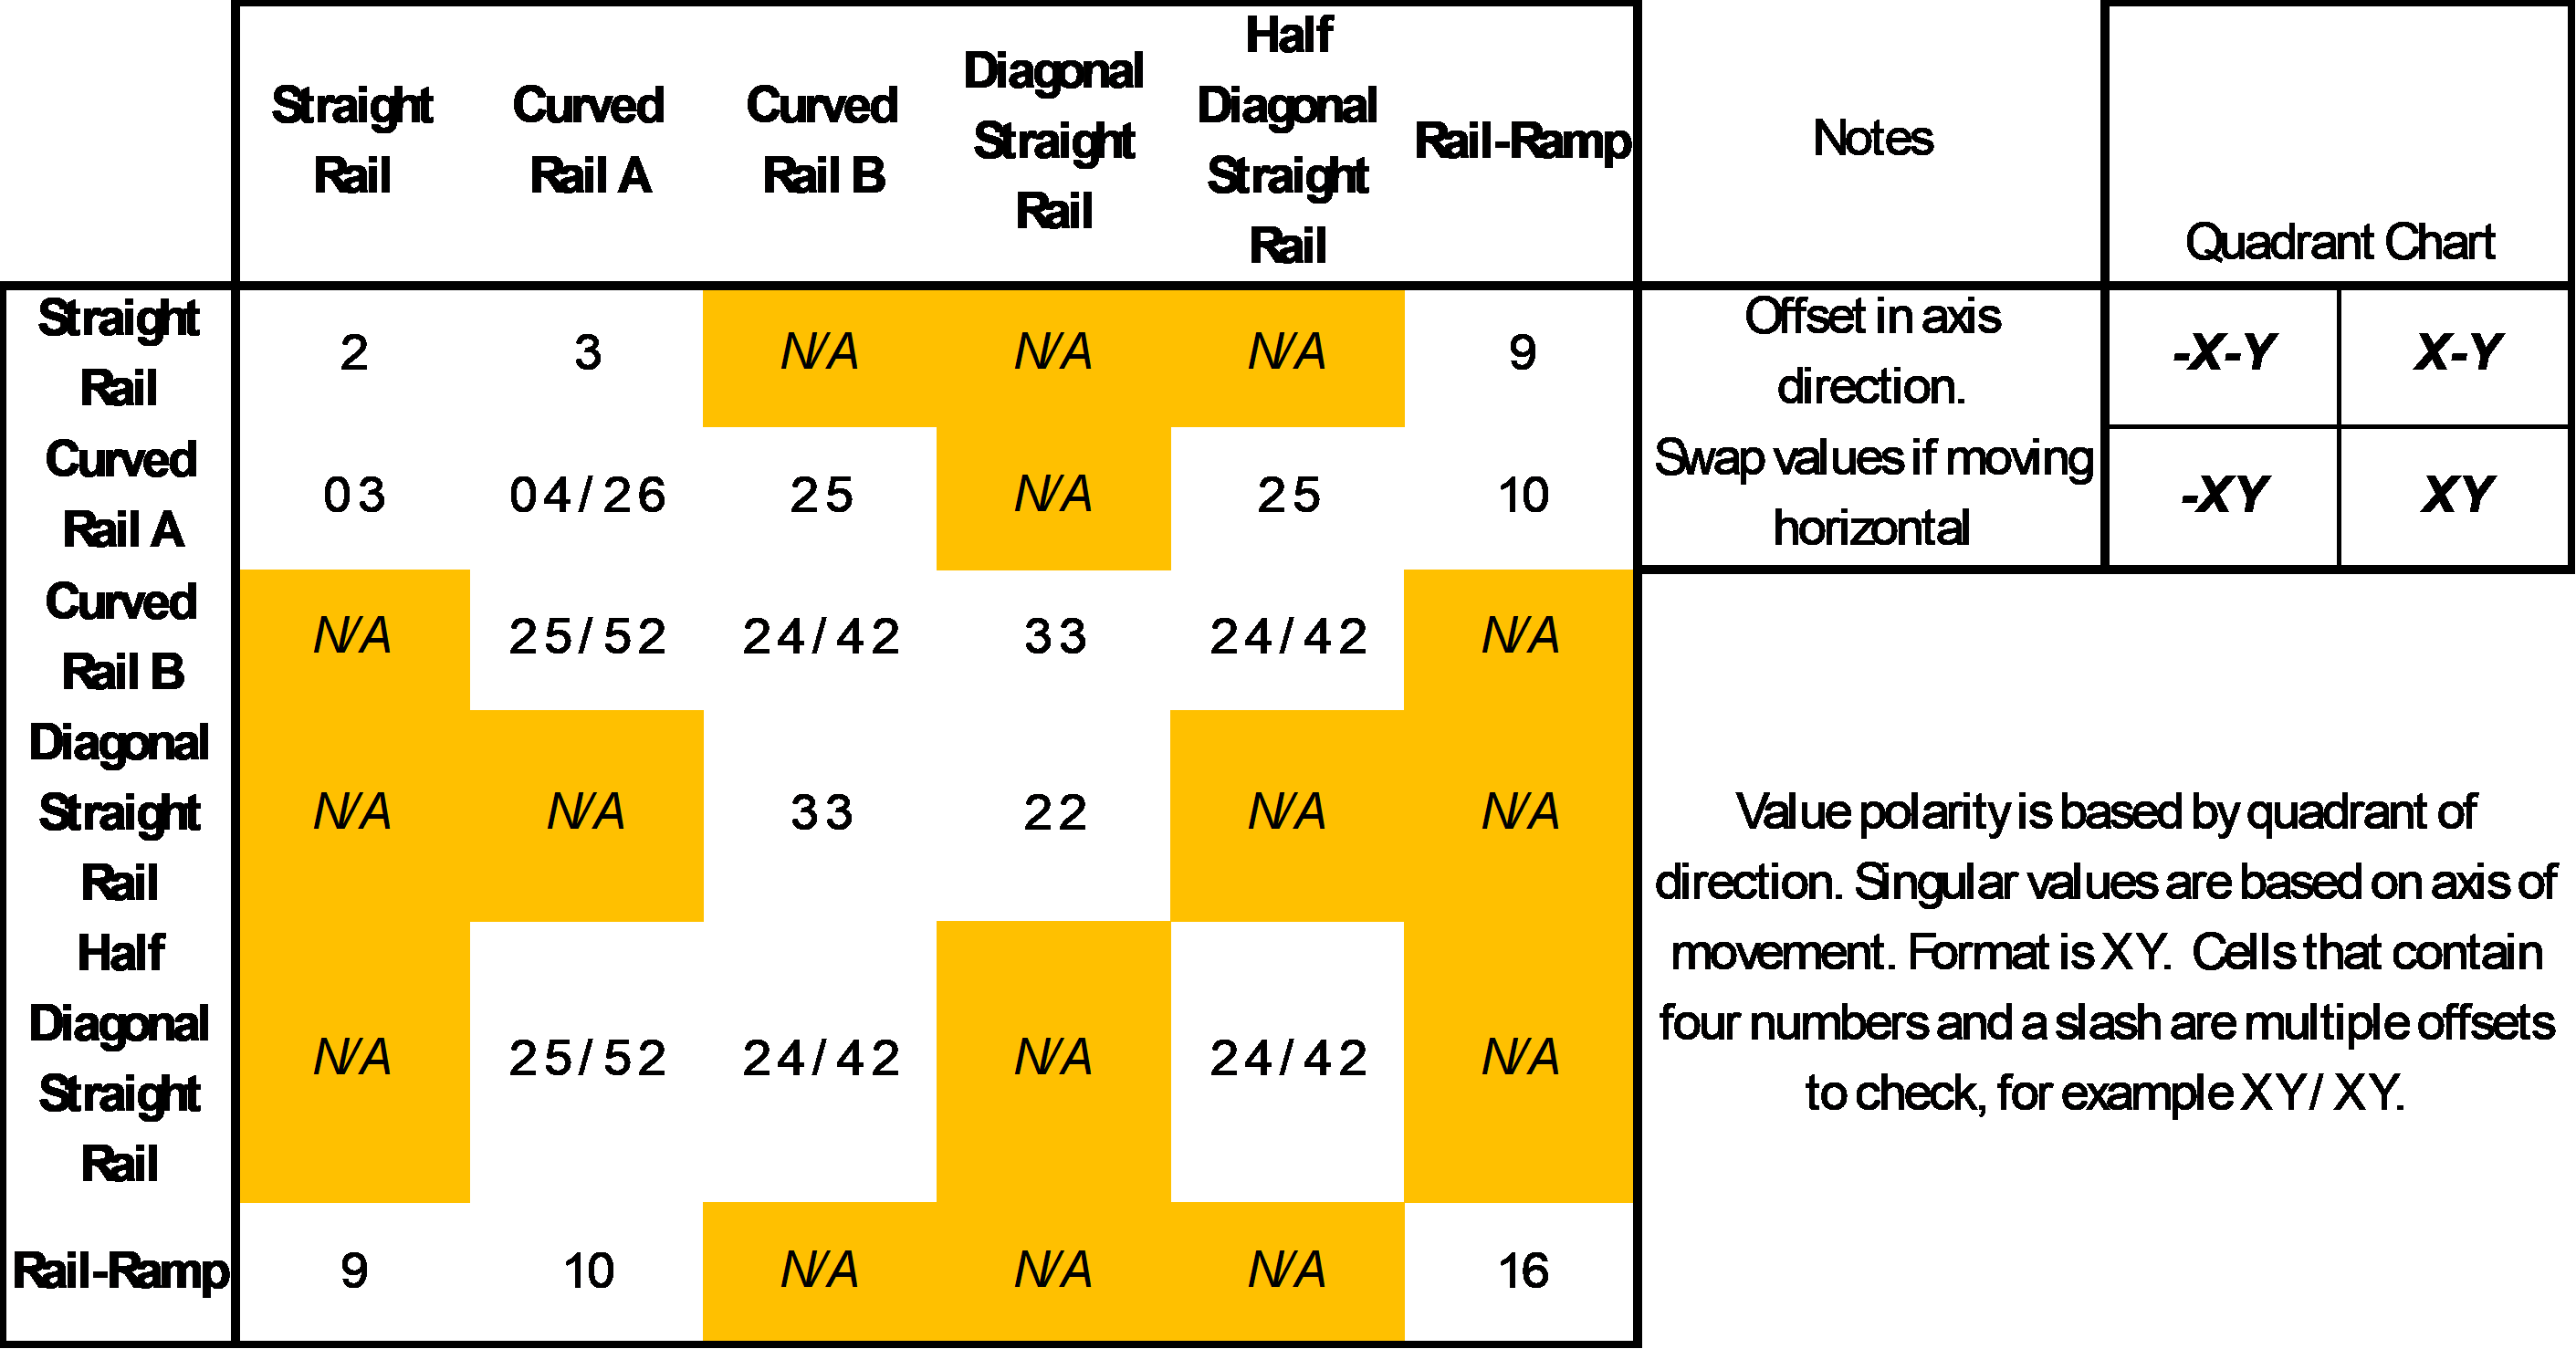 Straight
Rail
Curved
Rail A
Curved
Rail B
Diagonal
Straight
Rail
Half
Diagonal
Straight
Rail
Rail-Ramp
Notes
Quadrant Chart
Straight
Rail
2
3
N/A
N/A
N/A
9
Offset in axis
direction.
-X-Y
X-Y
Curved
Rail A
03
04/26
25
N/A
25
10
Swap values if moving
horizontal
-XY
XY
Curved
Rail B
N/A
25/52
24/42
33
24/42
N/A
Diagonal
Straight
Rail
N/A
N/A
33
22
N/A
N/A
Half
Diagonal
Straight
Rail
N/A
25/52
24/42
N/A
24/42
N/A
Rail-Ramp
9
10
N/A
N/A
N/A
16
Value polarity is based by quadrant of
direction. Singular values are based on axis of
movement. Format is XY. Cells that contain
four numbers and a slash are multiple offsets
to check, for example XY/ XY.